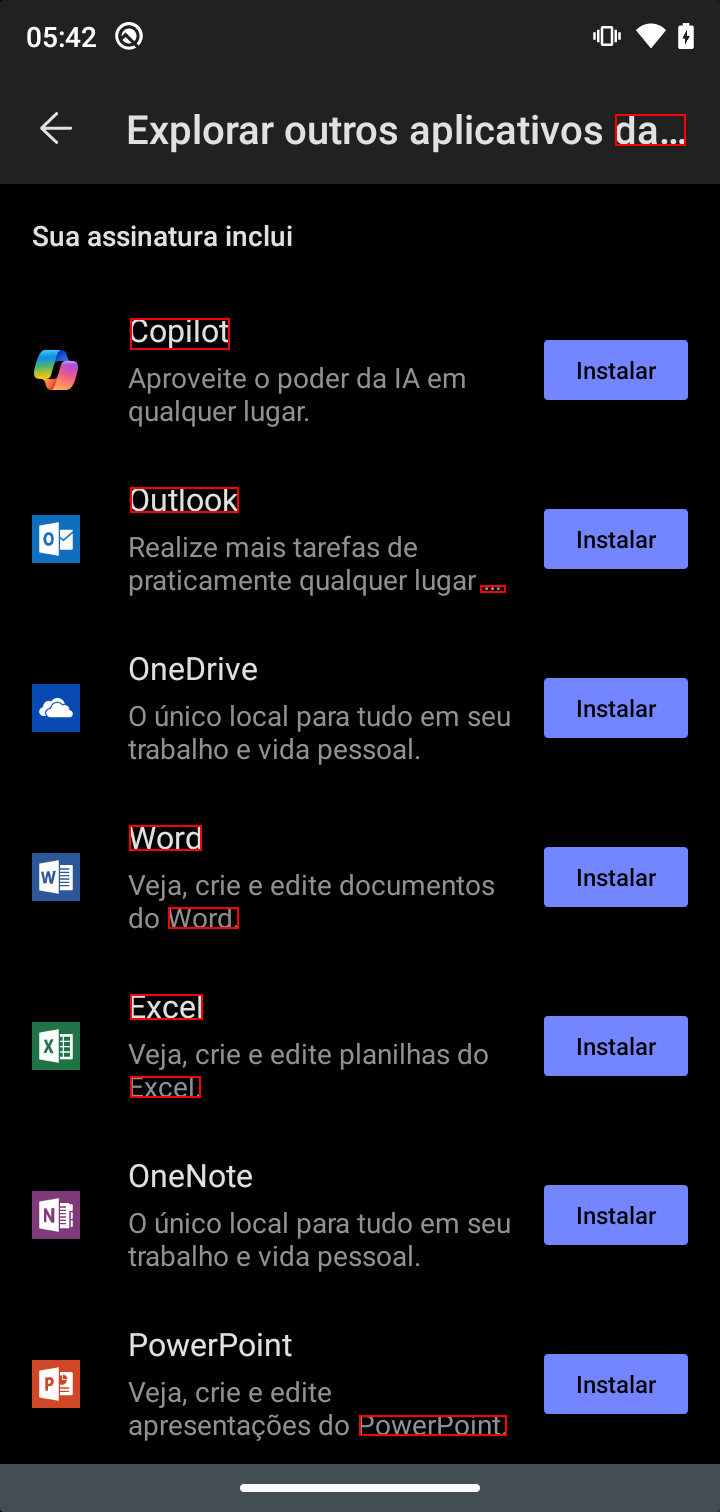 05:42
Explorar outros aplicativos da…
Sua assinatura inclui
Copilot
Aproveite o poder da IA em
qualquer lugar.
Instalar
Outlook
Realize mais tarefas de
praticamente qualquer lugar …
Instalar
OneDrive
O único local para tudo em seu
trabalho e vida pessoal.
Instalar
Word
Veja, crie e edite documentos
do Word.
Instalar
Excel
Veja, crie e edite planilhas do
Excel.
Instalar
OneNote
O único local para tudo em seu
trabalho e vida pessoal.
Instalar
PowerPoint
Veja, crie e edite
apresentações do PowerPoint.
Instalar